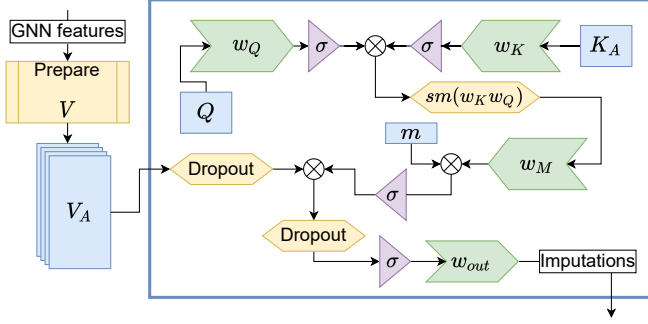 GNN features
Prepare
V
V_A
Q
w_Q
σ
σ
w_K
K_A
sm(w_K w_Q)
m
w_M
Dropout
σ
Dropout
σ
w_out
Imputations